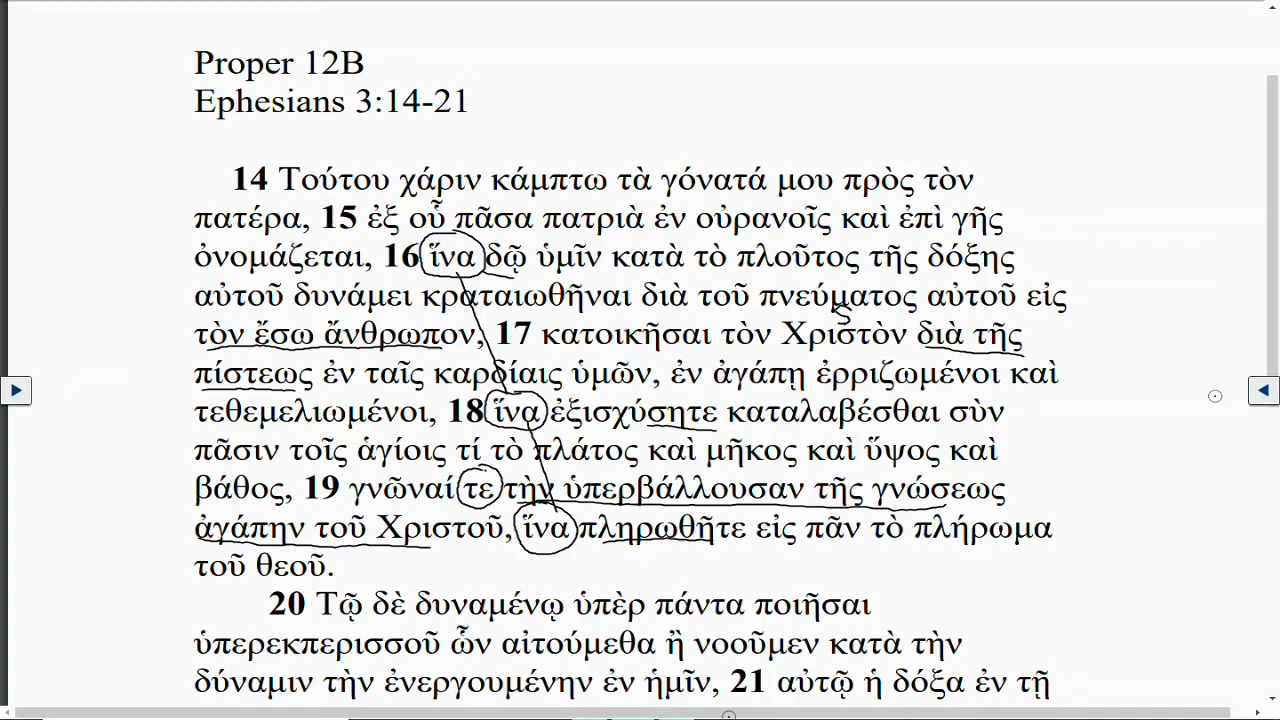 Proper 12B
Ephesians 3:14-21
14 Τούτου χάριν κάμπτω τὰ γόνατά μου πρὸς τὸν
πατέρα, 15 ἐξ οὗ πᾶσα πατριὰ ἐν οὐρανοῖς καὶ ἐπὶ γῆς
ὀνομάζεται, 16 ἵνα δῷ ὑμῖν κατὰ τὸ πλοῦτος τῆς δόξης
αὐτοῦ δυνάμει κραταιωθῆναι διὰ τοῦ πνεύματος αὐτοῦ εἰς
s
τὸν ἔσω ἄνθρωπον, 17 κατοικῆσαι τὸν Χριστὸν διὰ τῆς
πίστεως ἐν ταῖς καρδίαις ὑμῶν, ἐν ἀγάπῃ ἐρριζωμένοι καὶ
τεθεμελιωμένοι, 18 ἵνα ἐξισχύσητε καταλαβέσθαι σὺν
πᾶσιν τοῖς ἁγίοις τί τὸ πλάτος καὶ μῆκος καὶ ὕψος καὶ
βάθος, 19 γνῶναί τε τὴν ὑπερβάλλουσαν τῆς γνώσεως
ἀγάπην τοῦ Χριστοῦ, ἵνα πληρωθῆτε εἰς πᾶν τὸ πλήρωμα
τοῦ θεοῦ.
20 Τῷ δὲ δυναμένῳ ὑπὲρ πάντα ποιῆσαι
ὑπερεκπερισσοῦ ὧν αἰτούμεθα ἢ νοοῦμεν κατὰ τὴν
δύναμιν τὴν ἐνεργουμένην ἐν ἡμῖν, 21 αὐτῷ ἡ δόξα ἐν τῇ